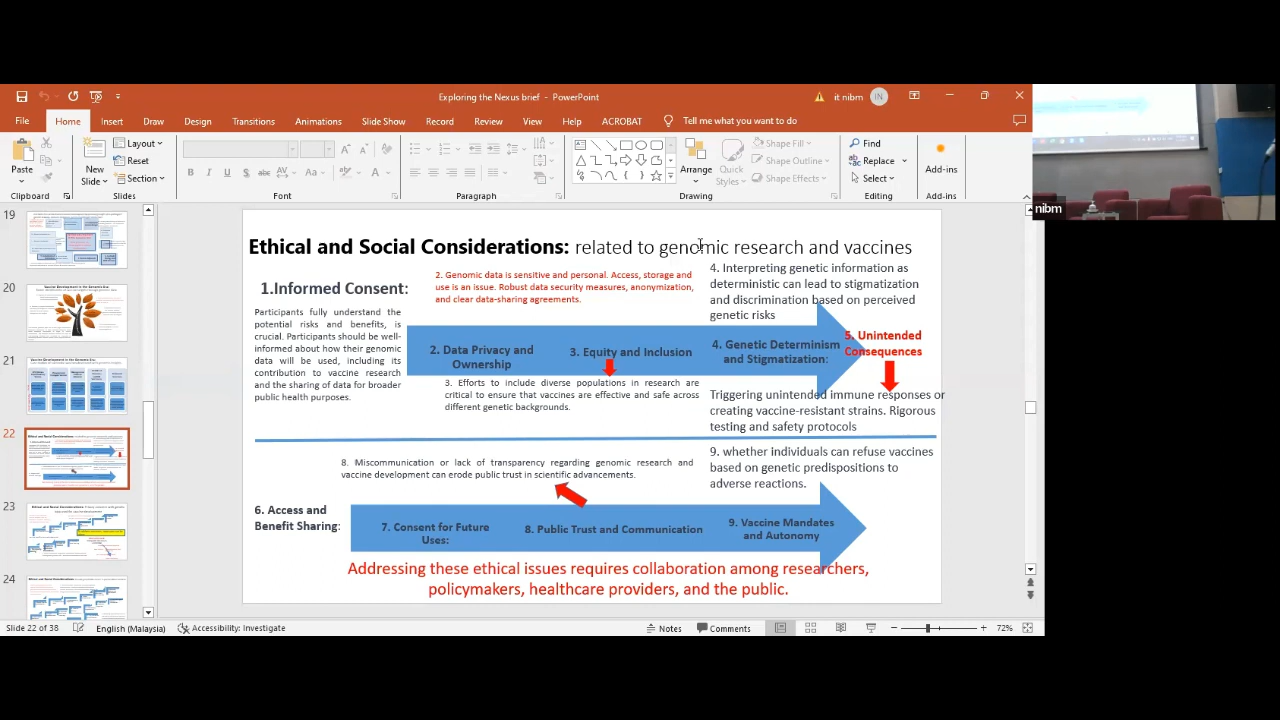 Exploring the Nexus brief - PowerPoint
it nibm
IN
File
Home
Insert
Draw
Design
Transitions
Animations
Slide Show
Record
Review
View
Help
ACROBAT
Tell me what you want to do
Paste
New
Slide
Layout
Reset
Section
B I U S abc AV Aa
A
Arrange
Quick
Styles
Shape Fill
Shape Outline
Shape Effects
Find
Replace
Select
Add-ins
Clipboard
Slides
Font
Paragraph
Drawing
Editing
Add-ins
nibm
19
20
21
22
23
24
Ethical and Social Considerations: related to genomic research and vaccines
1.Informed Consent:
Participants fully understand the
potential risks and benefits, is
crucial. Participants should be well-
informed about how their genomic
data will be used, including its
contribution to vaccine research
and the sharing of data for broader
public health purposes.
2. Genomic data is sensitive and personal. Access, storage and
use is an issue. Robust data security measures, anonymization,
and clear data-sharing agreements.
4. Interpreting genetic information as
deterministic can lead to stigmatization
and discrimination based on perceived
genetic risks
2. Data Privacy and
Ownership
3. Equity and Inclusion
4. Genetic Determinism
and Stigmatization:
5. Unintended
Consequences
3. Efforts to include diverse populations in research are
critical to ensure that vaccines are effective and safe across
different genetic backgrounds.
Triggering unintended immune responses or
creating vaccine-resistant strains. Rigorous
testing and safety protocols
8. Miscommunication or lack of transparency regarding genomic research and
vaccine development can erode public trust in scientific advancements.
9. whether individuals can refuse vaccines
based on genetic predispositions to
adverse reactions.
6. Access and
Benefit Sharing:
7. Consent for Future
Uses:
8. Public Trust and Communication
9. Vaccine Mandates
and Autonomy
Addressing these ethical issues requires collaboration among researchers,
policymakers, healthcare providers, and the public.
Slide 22 of 38
English (Malaysia)
Accessibility: Investigate
Notes
Comments
72%